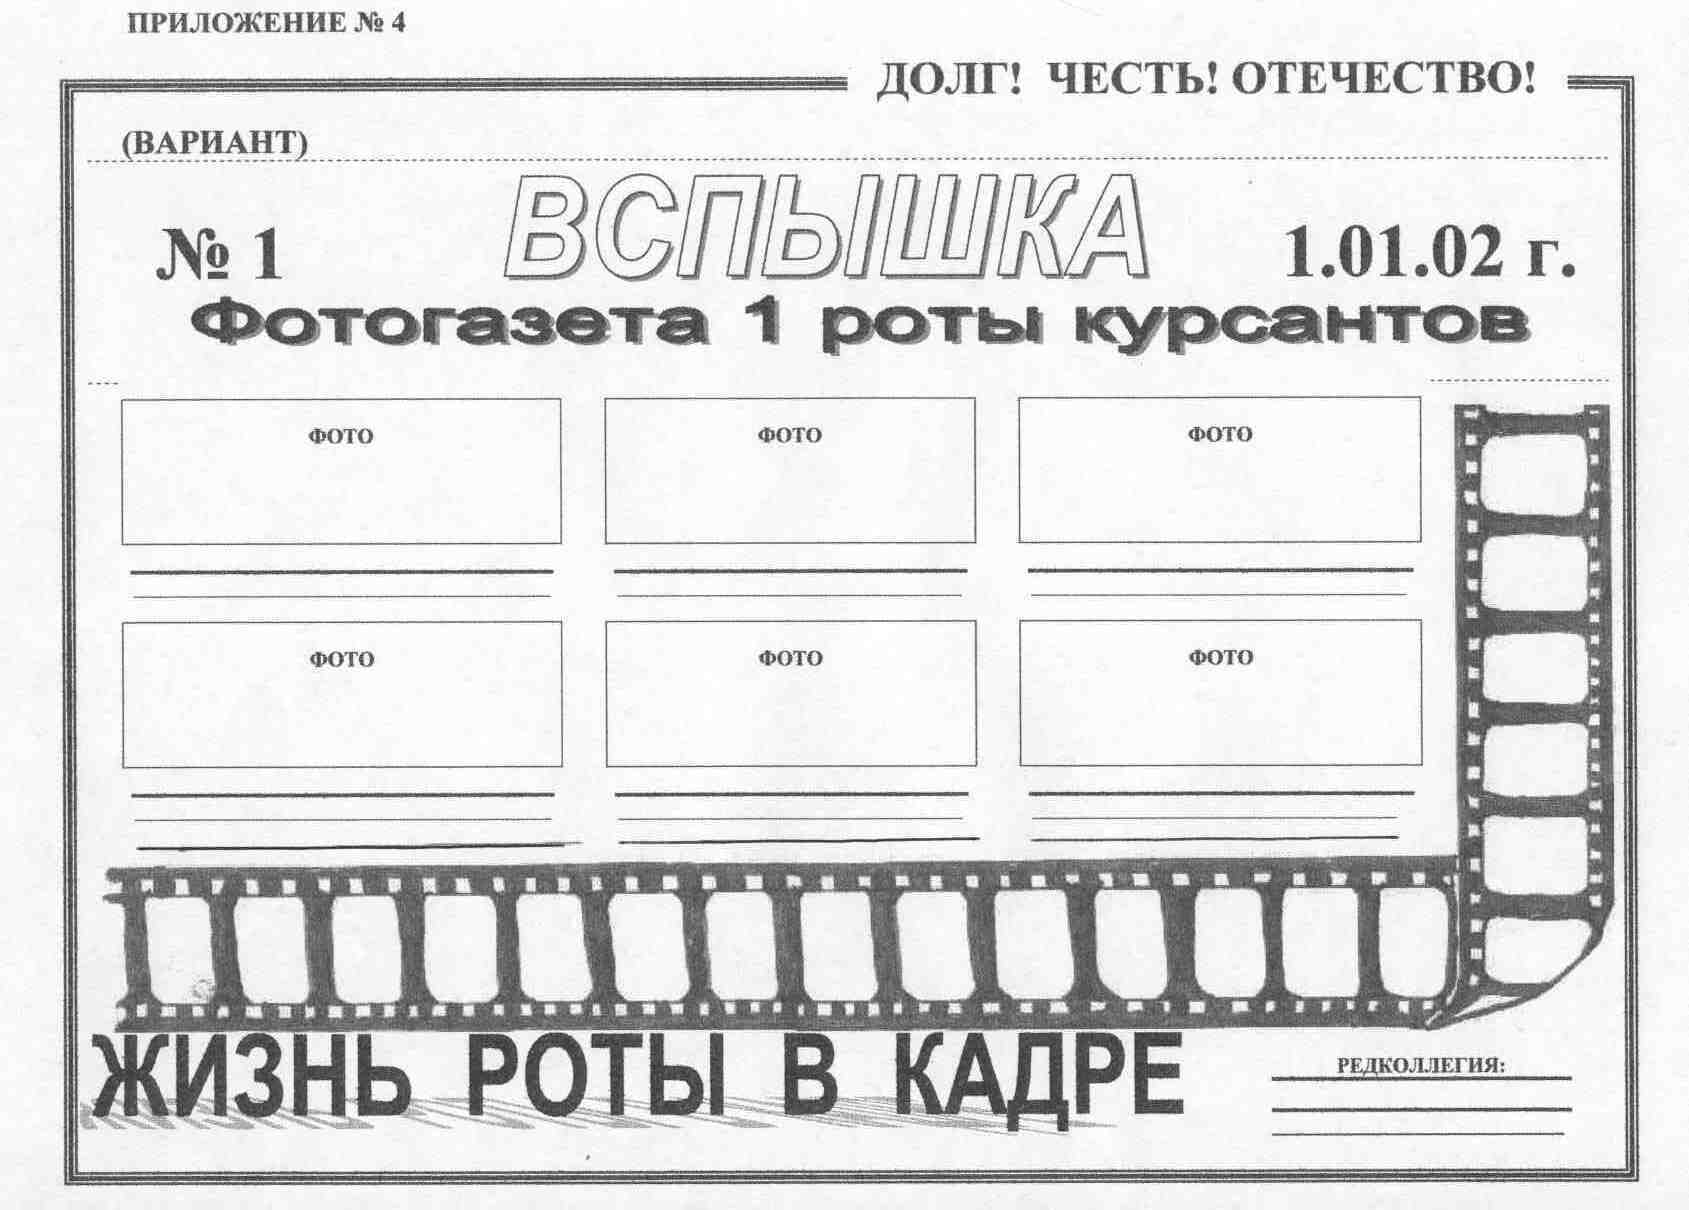 ПРИЛОЖЕНИЕ № 4
ДОЛГ! ЧЕСТЬ! ОТЕЧЕСТВО!
(ВАРИАНТ)
ВСПЫШКА
№ 1
1.01.02 г.
Фотогазета 1 роты курсантов
ФОТО
ФОТО
ФОТО
ФОТО
ФОТО
ФОТО
ЖИЗНЬ РОТЫ В КАДРЕ
РЕДКОЛЛЕГИЯ: